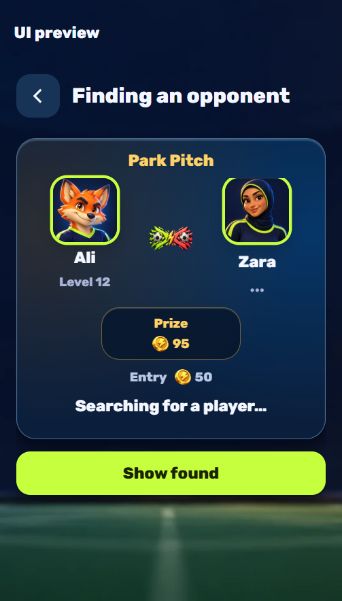 UI preview
Finding an opponent
Park Pitch
Ali
Zara
Level 12
...
Prize
95
Entry 50
Searching for a player...
Show found